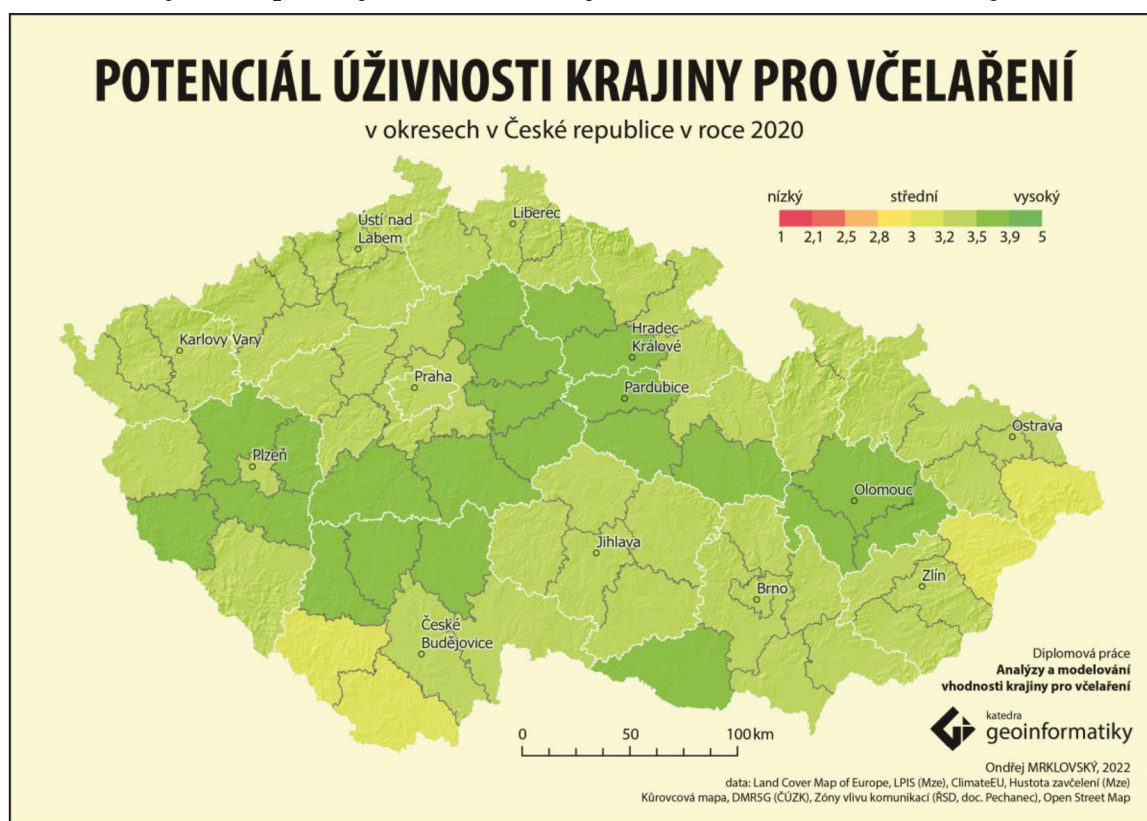 POTENCIÁL ÚŽIVNOSTI KRAJINY PRO VČELAŘENÍ
v okresech v České republice v roce 2020
nízký střední vysoký
1 2,1 2,5 2,8 3 3,2 3,5 3,9 5
Ústí nad
Labem
Liberec
Karlovy Vary
Praha
Hradec
Králové
Pardubice
Plzeň
Ostrava
Olomouc
Jihlava
Brno
Zlín
České
Budějovice
0 50 100 km
Diplomová práce
Analýzy a modelování
vhodnosti krajiny pro včelaření
katedra
geoinformatiky
Ondřej MRKLOVSKÝ, 2022
data: Land Cover Map of Europe, LPIS (Mze), ClimateEU, Hustota zavčelení (Mze)
Kůrovcová mapa, DMR5G (ČÚZK), Zóny vlivu komunikací (ŘSD, doc. Pechanec), Open Street Map